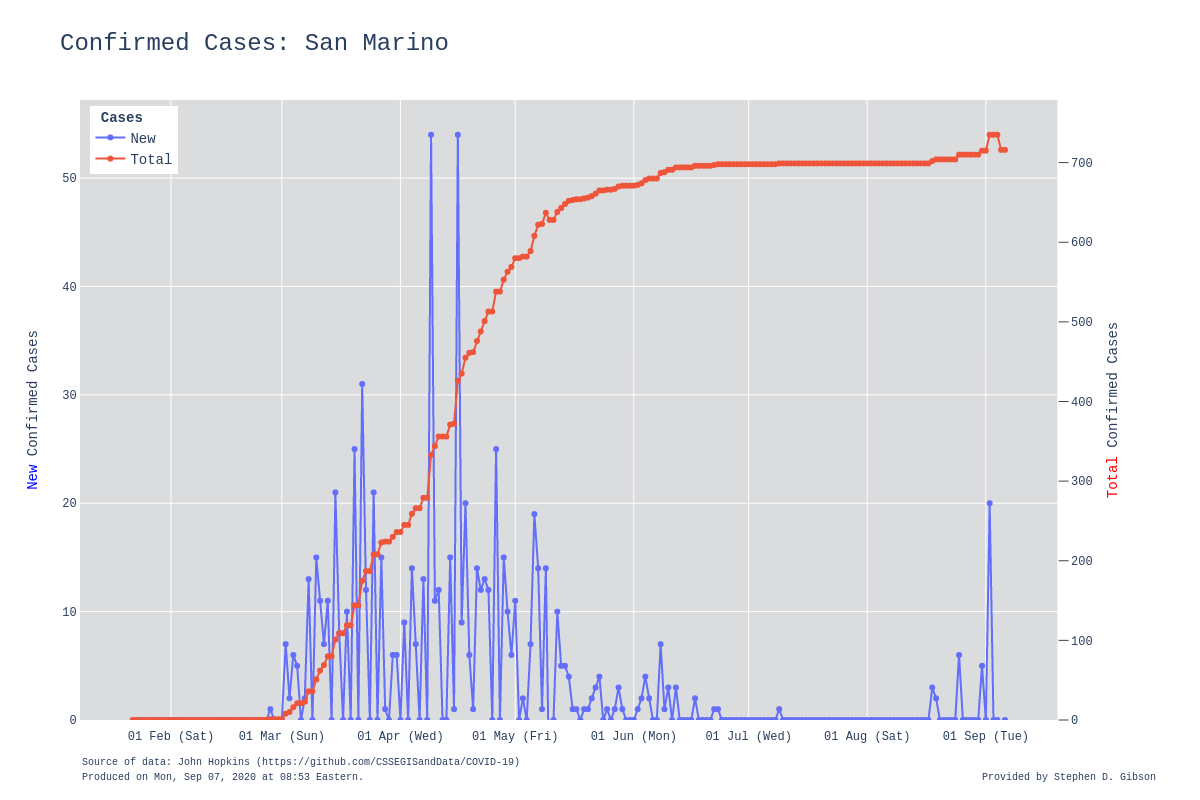 Confirmed Cases: San Marino
Cases
New
Total
50
40
30
20
10
0
700
600
500
400
300
200
100
0
New Confirmed Cases
Total Confirmed Cases
01 Feb (Sat)
01 Mar (Sun)
01 Apr (Wed)
01 May (Fri)
01 Jun (Mon)
01 Jul (Wed)
01 Aug (Sat)
01 Sep (Tue)
Source of data: John Hopkins (https://github.com/CSSEGISandData/COVID-19)
Produced on Mon, Sep 07, 2020 at 08:53 Eastern.
Provided by Stephen D. Gibson